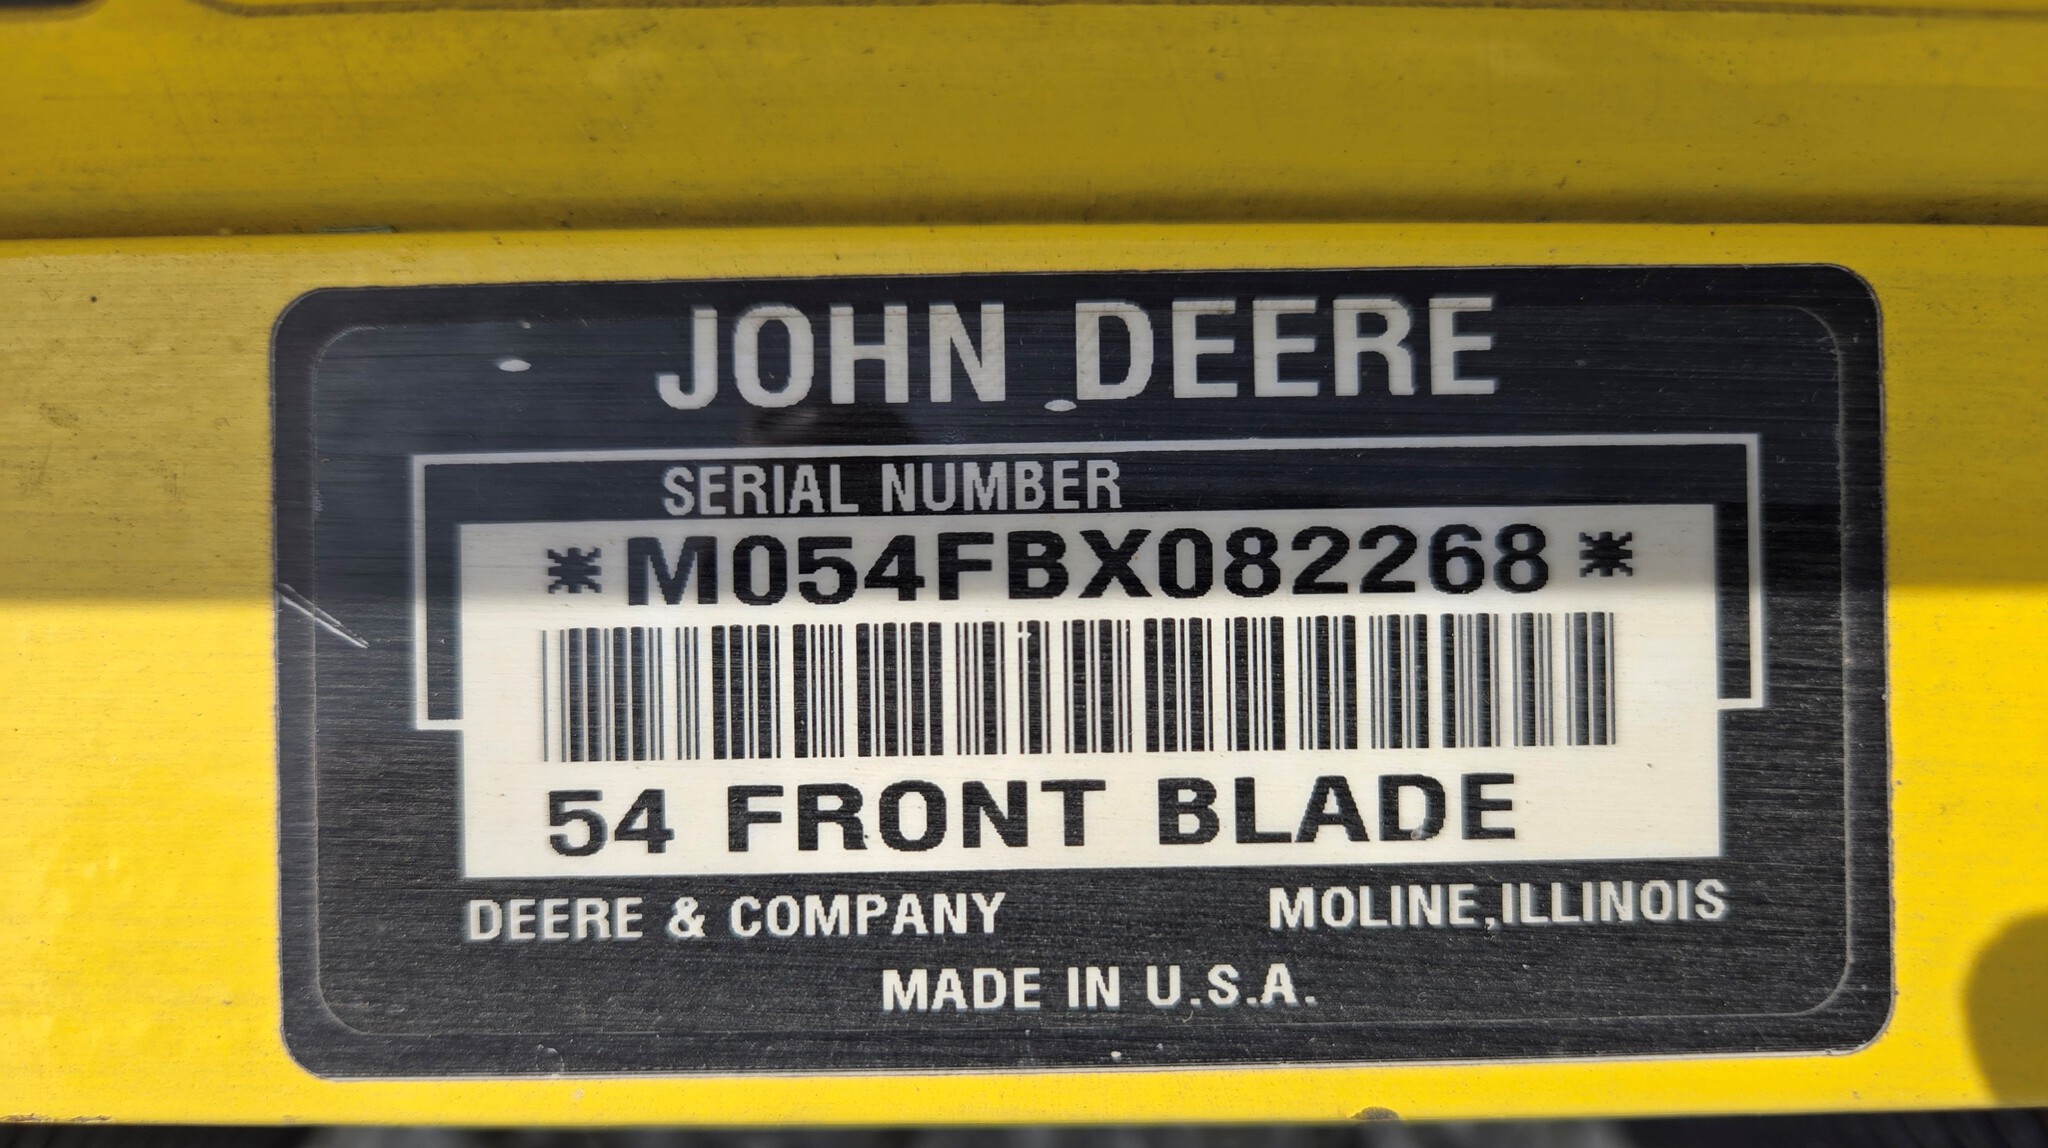 JOHN DEERE
SERIAL NUMBER
*M054FBX082268*
54 FRONT BLADE
DEERE & COMPANY MOLINE,ILLINOIS
MADE IN U.S.A.